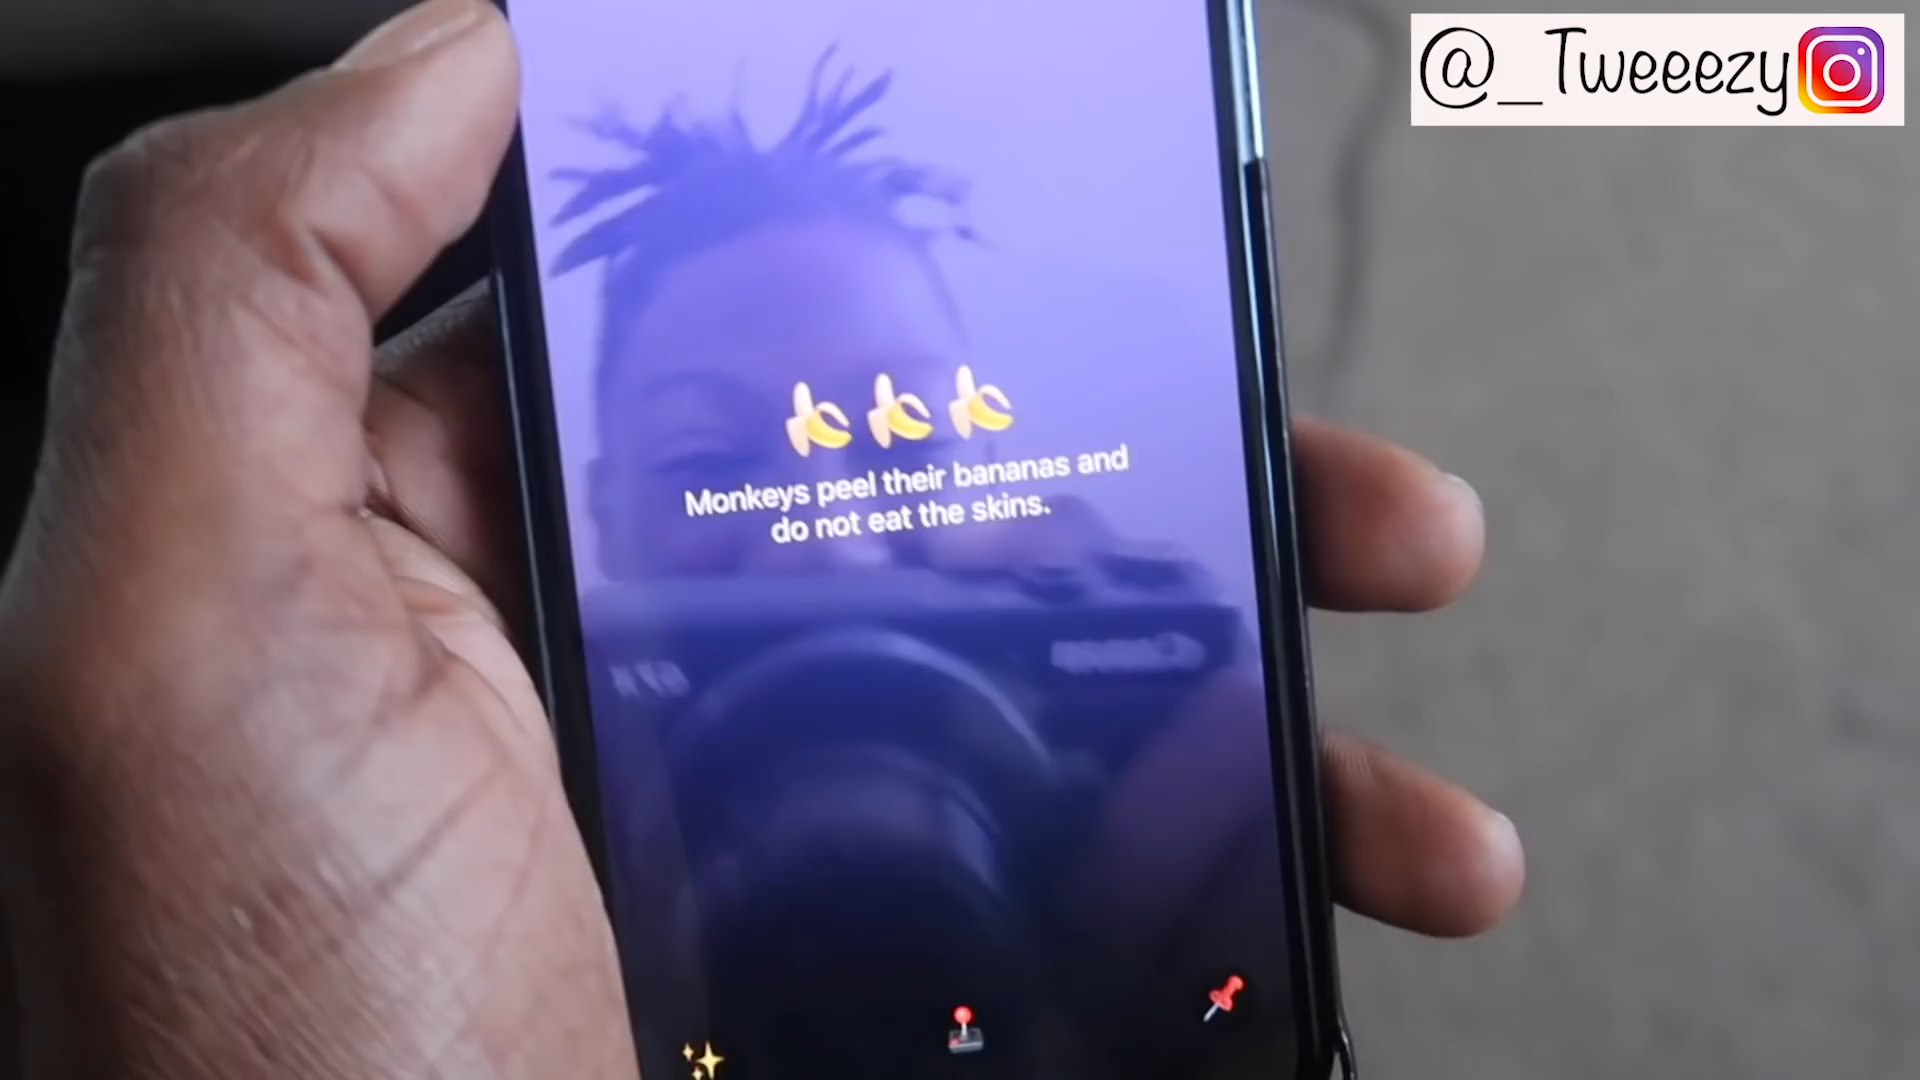 @_Tweeezy
Monkeys peel their bananas and
do not eat the skins.